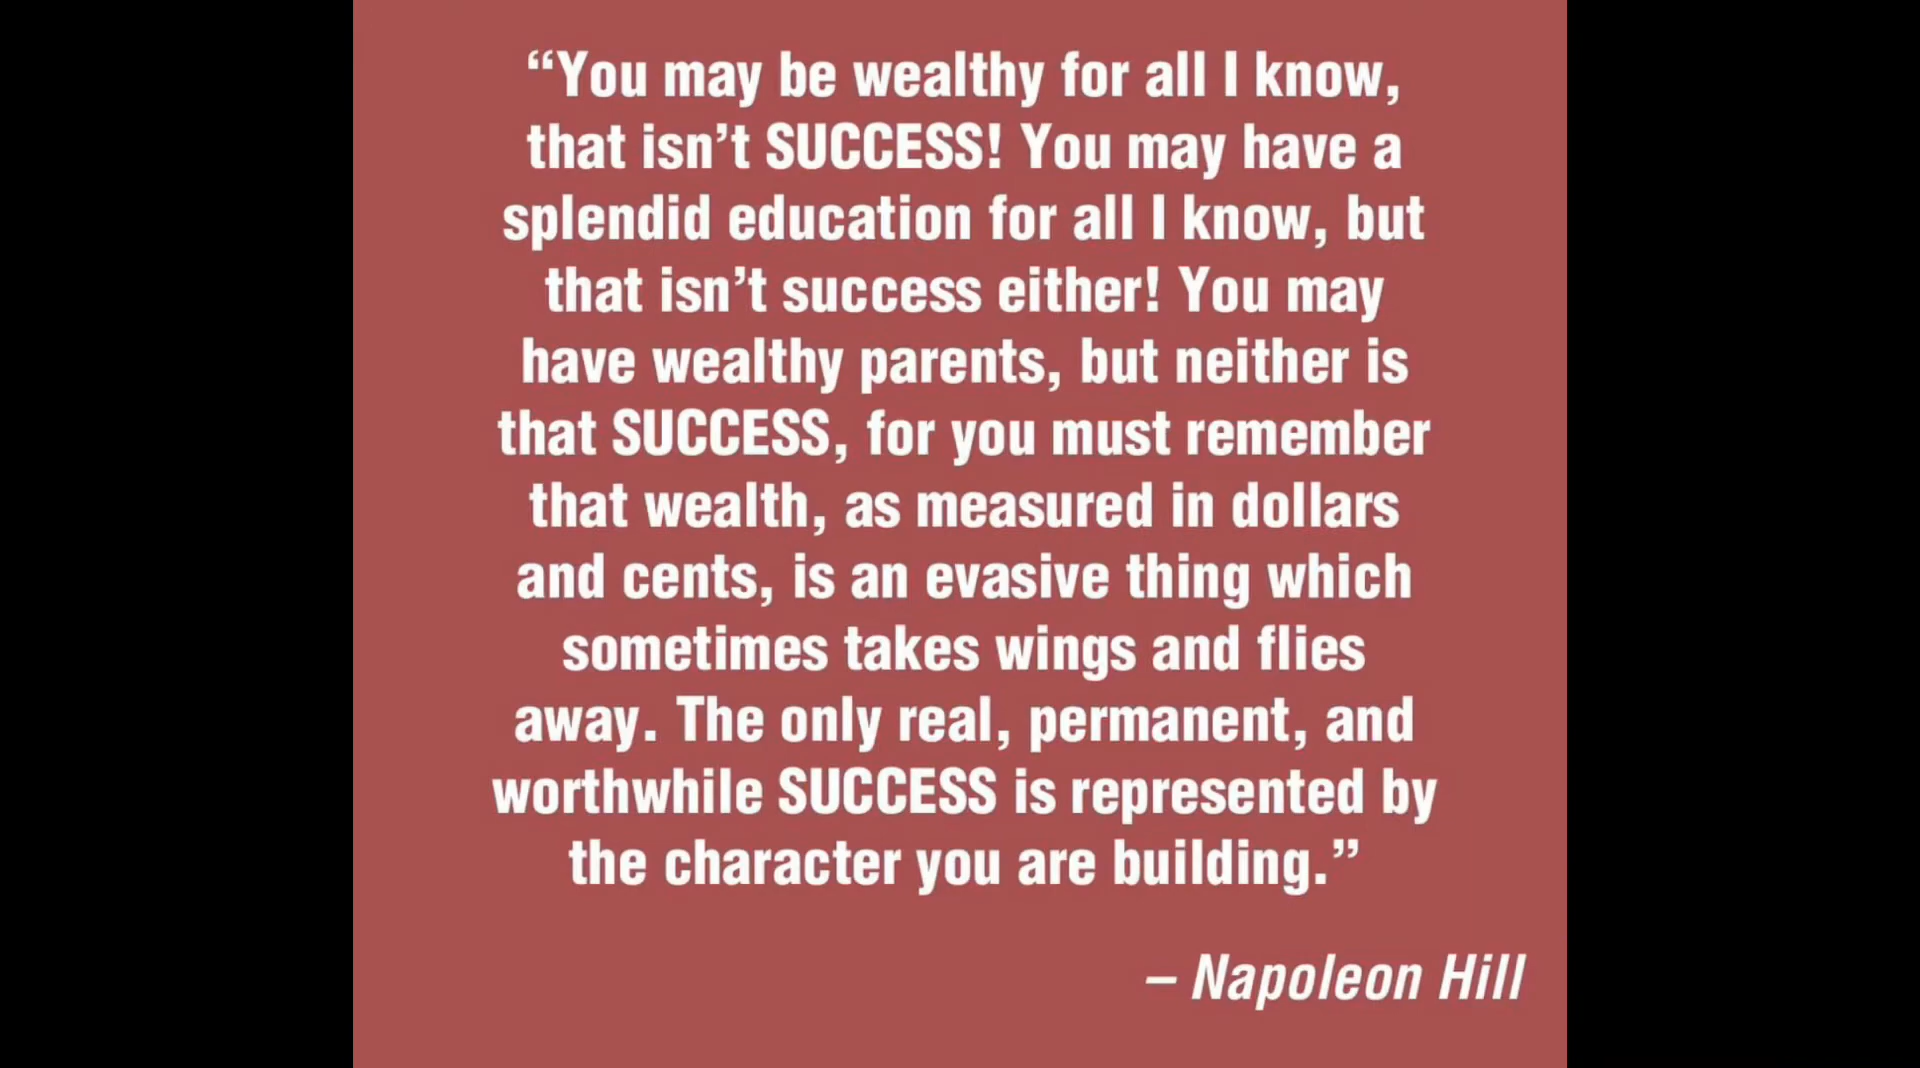 “You may be wealthy for all I know,
that isn’t SUCCESS! You may have a
splendid education for all I know, but
that isn’t success either! You may
have wealthy parents, but neither is
that SUCCESS, for you must remember
that wealth, as measured in dollars
and cents, is an evasive thing which
sometimes takes wings and flies
away. The only real, permanent, and
worthwhile SUCCESS is represented by
the character you are building.”
– Napoleon Hill